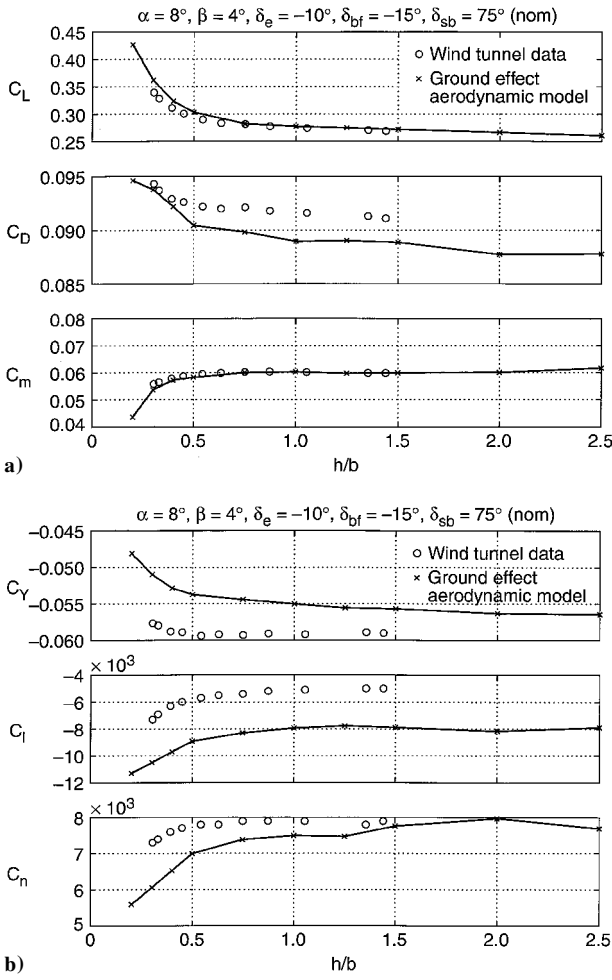 α = 8°, β = 4°, δe = −10°, δbf = −15°, δsb = 75° (nom)
0.45
0.40
0.35
0.30
0.25
CL
Wind tunnel data
Ground effect
aerodynamic model
0.095
0.090
0.085
CD
0.08
0.07
0.06
0.05
0.04
Cm
0 0.5 1.0 1.5 2.0 2.5
h/b
a)
α = 8°, β = 4°, δe = −10°, δbf = −15°, δsb = 75° (nom)
−0.045
−0.050
−0.055
−0.060
CY
Wind tunnel data
Ground effect
aerodynamic model
× 10³
−4
−6
−8
−10
−12
Cl
× 10³
8
7
6
5
Cn
0 0.5 1.0 1.5 2.0 2.5
h/b
b)